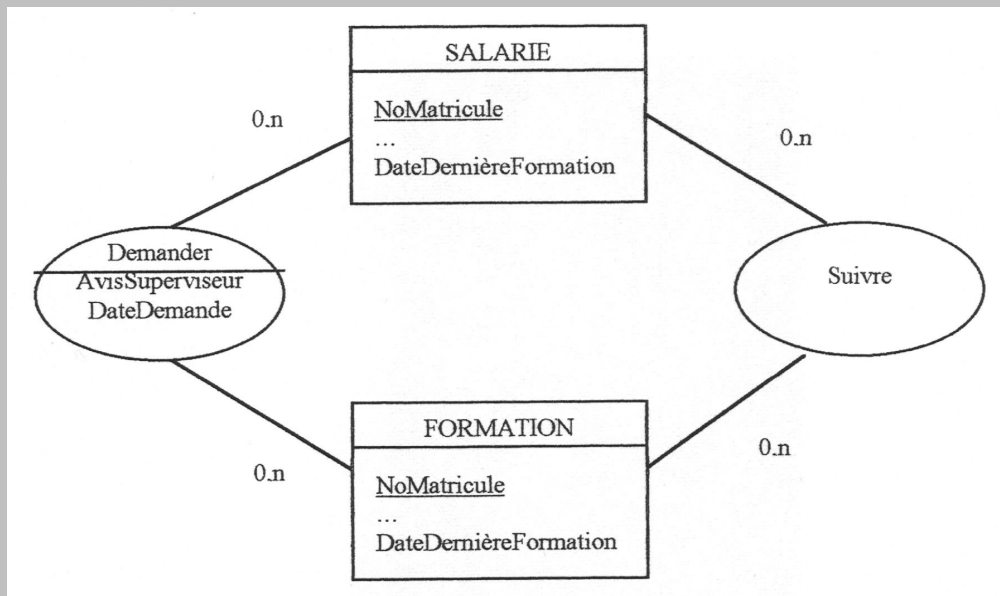 SALARIE
NoMatricule
...
DateDernièreFormation
0.n
0.n
Demander
AvisSuperviseur
DateDemande
Suivre
0.n
0.n
FORMATION
NoMatricule
...
DateDernièreFormation